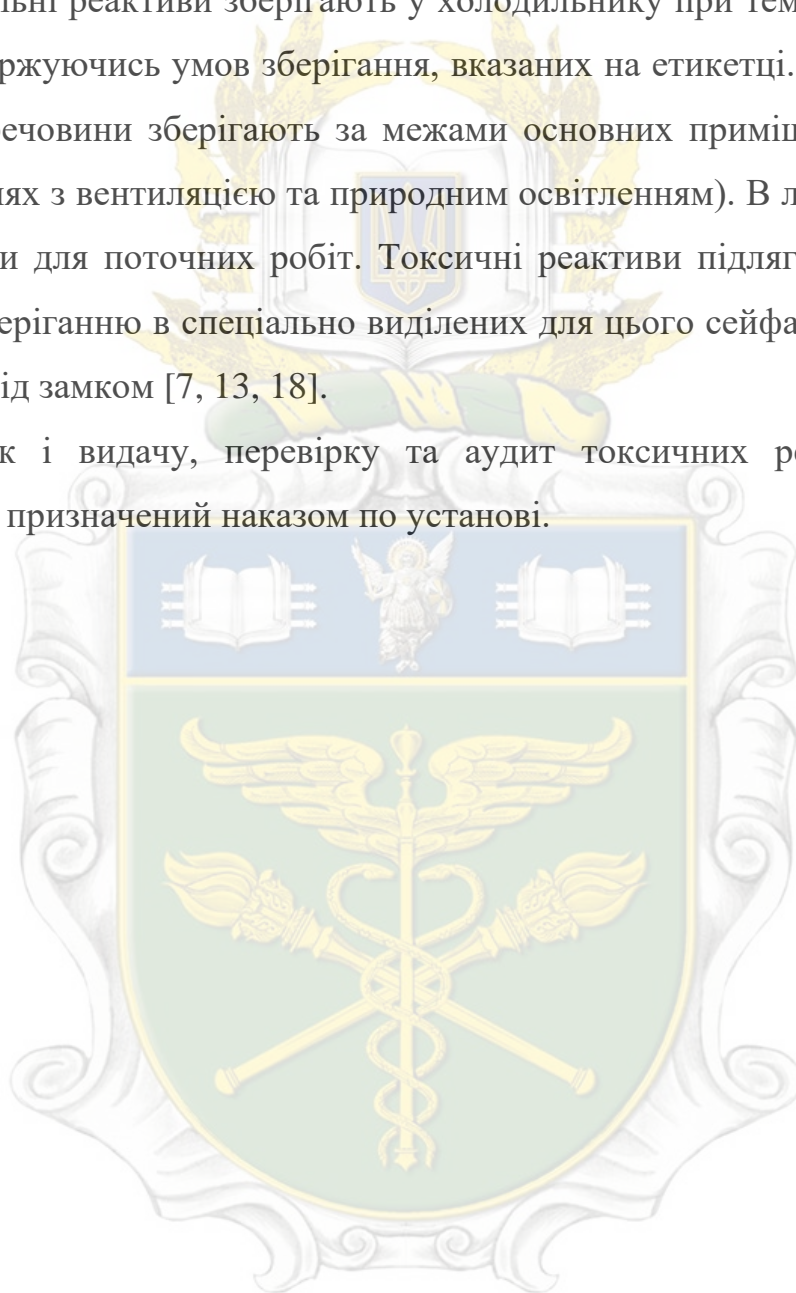 льні реактиви зберігають у холодильнику при тем
ржуючись умов зберігання, вказаних на етикетці.
речовини зберігають за межами основних приміщ
нях з вентиляцією та природним освітленням). В л
и для поточних робіт. Токсичні реактиви підляг
еріганню в спеціально виділених для цього сейфа
ід замком [7, 13, 18].
к і видачу, перевірку та аудит токсичних р
призначений наказом по установі.